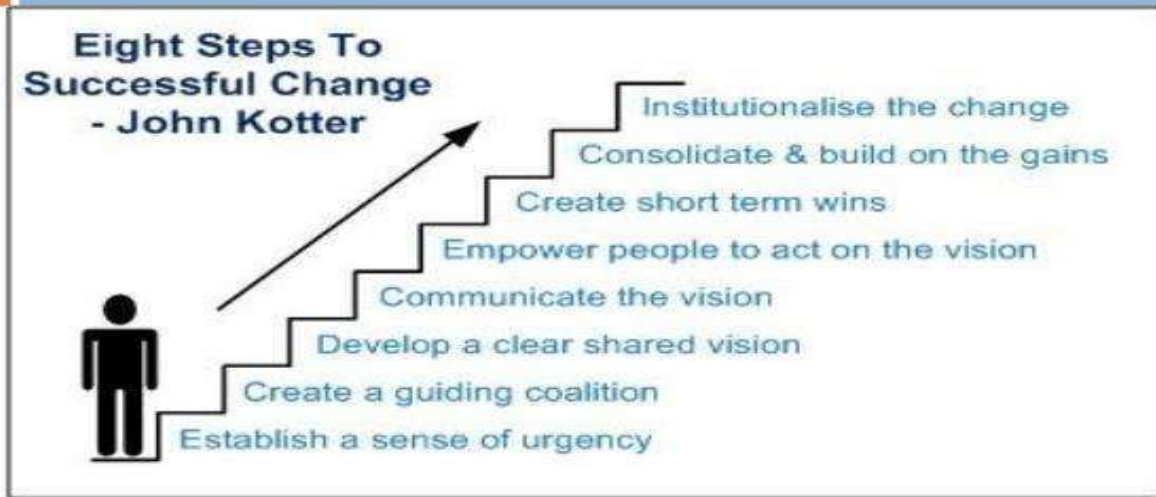 Eight Steps To
Successful Change
- John Kotter
Institutionalise the change
Consolidate & build on the gains
Create short term wins
Empower people to act on the vision
Communicate the vision
Develop a clear shared vision
Create a guiding coalition
Establish a sense of urgency